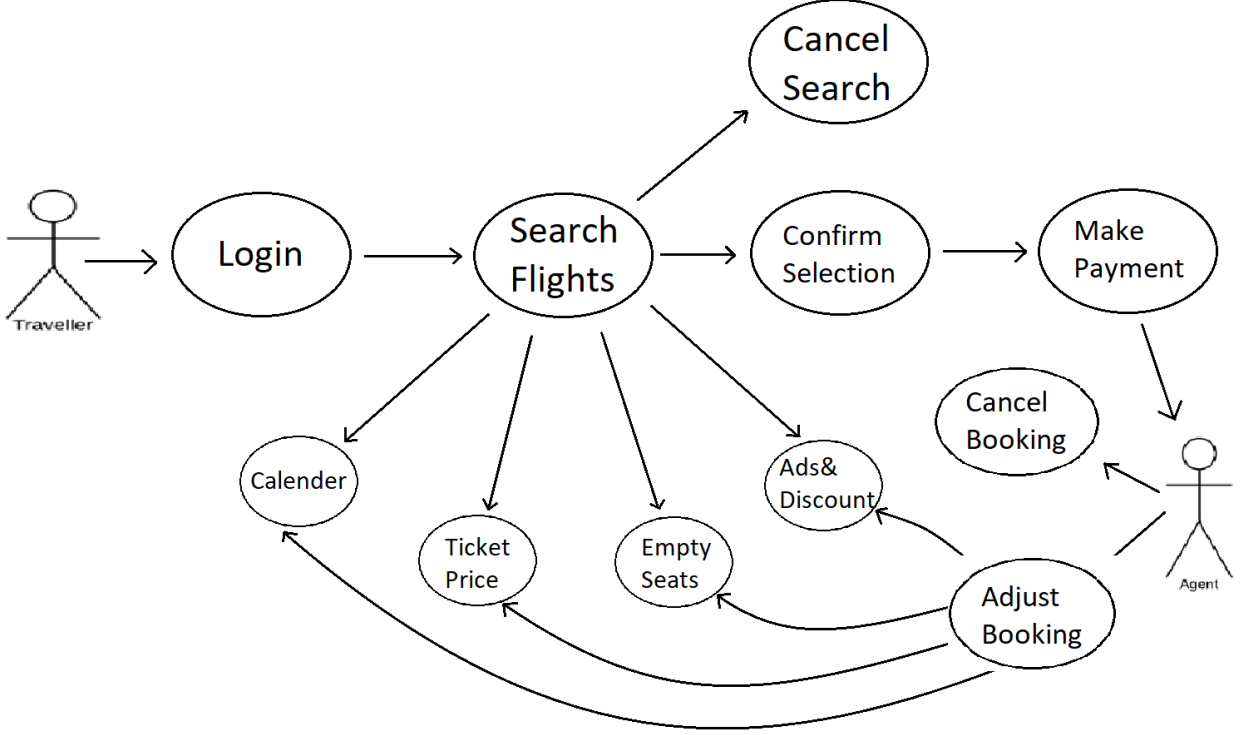 Cancel
Search
Login
Search
Flights
Confirm
Selection
Make
Payment
Traveller
Cancel
Booking
Calender
Ads&
Discount
Ticket
Price
Empty
Seats
Agent
Adjust
Booking